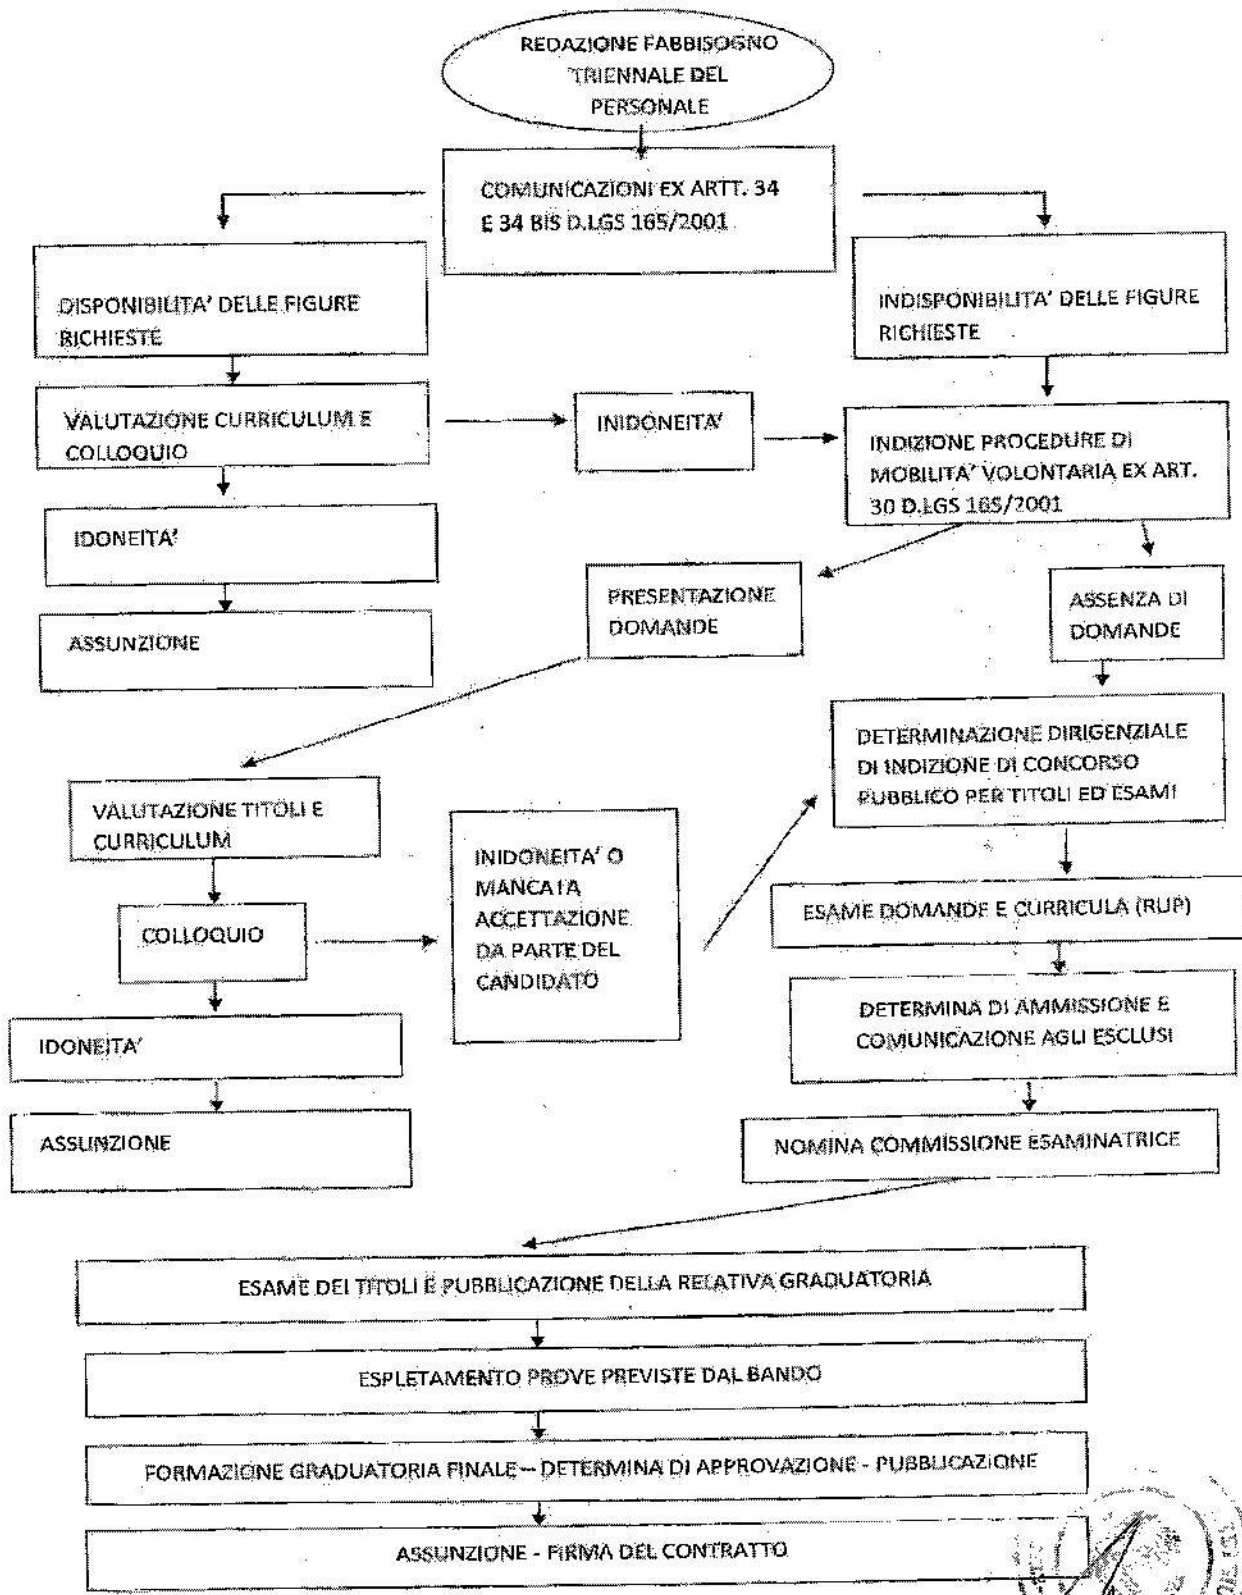 REDAZIONE FABBISOGNO
TRIENNALE DEL
PERSONALE
COMUNICAZIONI EX ARTT. 34
E 34 BIS D.LGS 165/2001
DISPONIBILITA' DELLE FIGURE
RICHIESTE
INDISPONIBILITA' DELLE FIGURE
RICHIESTE
VALUTAZIONE CURRICULUM E
COLLOQUIO
INIDONEITA'
INDIZIONE PROCEDURE DI
MOBILITA' VOLONTARIA EX ART.
30 D.LGS 165/2001
IDONEITA'
ASSUNZIONE
PRESENTAZIONE
DOMANDE
ASSENZA DI
DOMANDE
DETERMINAZIONE DIRIGENZIALE
DI INDIZIONE DI CONCORSO
PUBBLICO PER TITOLI ED ESAMI
VALUTAZIONE TITOLI E
CURRICULUM
INIDONEITA' O
MANCATA
ACCETTAZIONE
DA PARTE DEL
CANDIDATO
COLLOQUIO
ESAME DOMANDE E CURRICULA (RUP)
DETERMINA DI AMMISSIONE E
COMUNICAZIONE AGLI ESCLUSI
IDONEITA'
ASSUNZIONE
NOMINA COMMISSIONE ESAMINATRICE
ESAME DEI TITOLI E PUBBLICAZIONE DELLA RELATIVA GRADUATORIA
ESPLETAMENTO PROVE PREVISTE DAL BANDO
FORMAZIONE GRADUATORIA FINALE – DETERMINA DI APPROVAZIONE - PUBBLICAZIONE
ASSUNZIONE - FIRMA DEL CONTRATTO